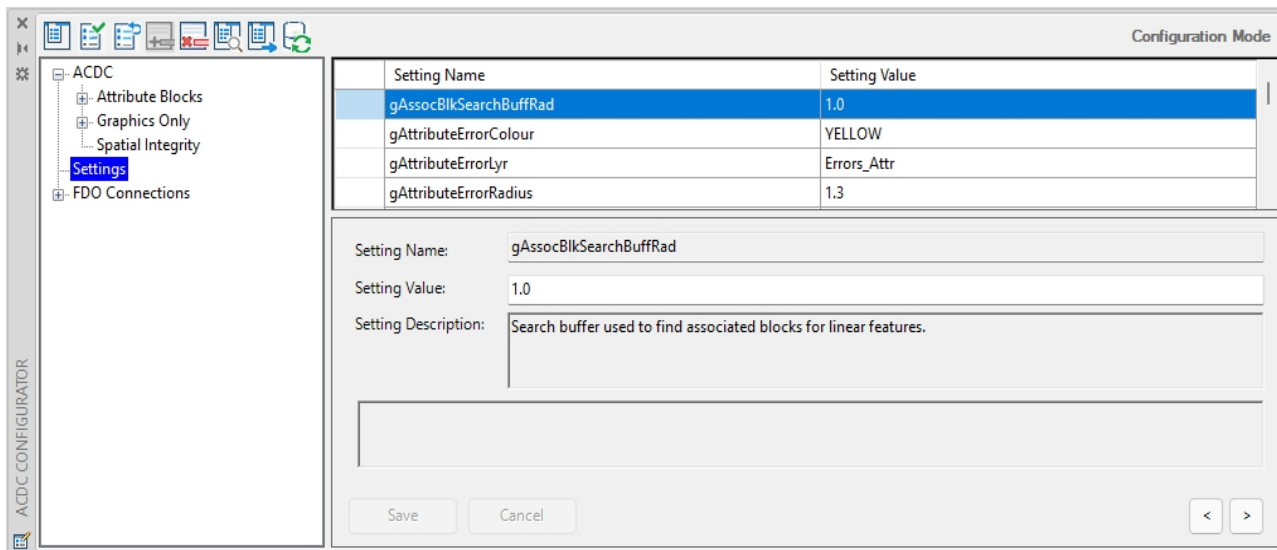 Configuration Mode
ACDC
Attribute Blocks
Graphics Only
Spatial Integrity
Settings
FDO Connections
Setting Name Setting Value
gAssocBlkSearchBuffRad 1.0
gAttributeErrorColour YELLOW
gAttributeErrorLyr Errors_Attr
gAttributeErrorRadius 1.3
Setting Name: gAssocBlkSearchBuffRad
Setting Value: 1.0
Setting Description: Search buffer used to find associated blocks for linear features.
Save Cancel < >
ACDC CONFIGURATOR